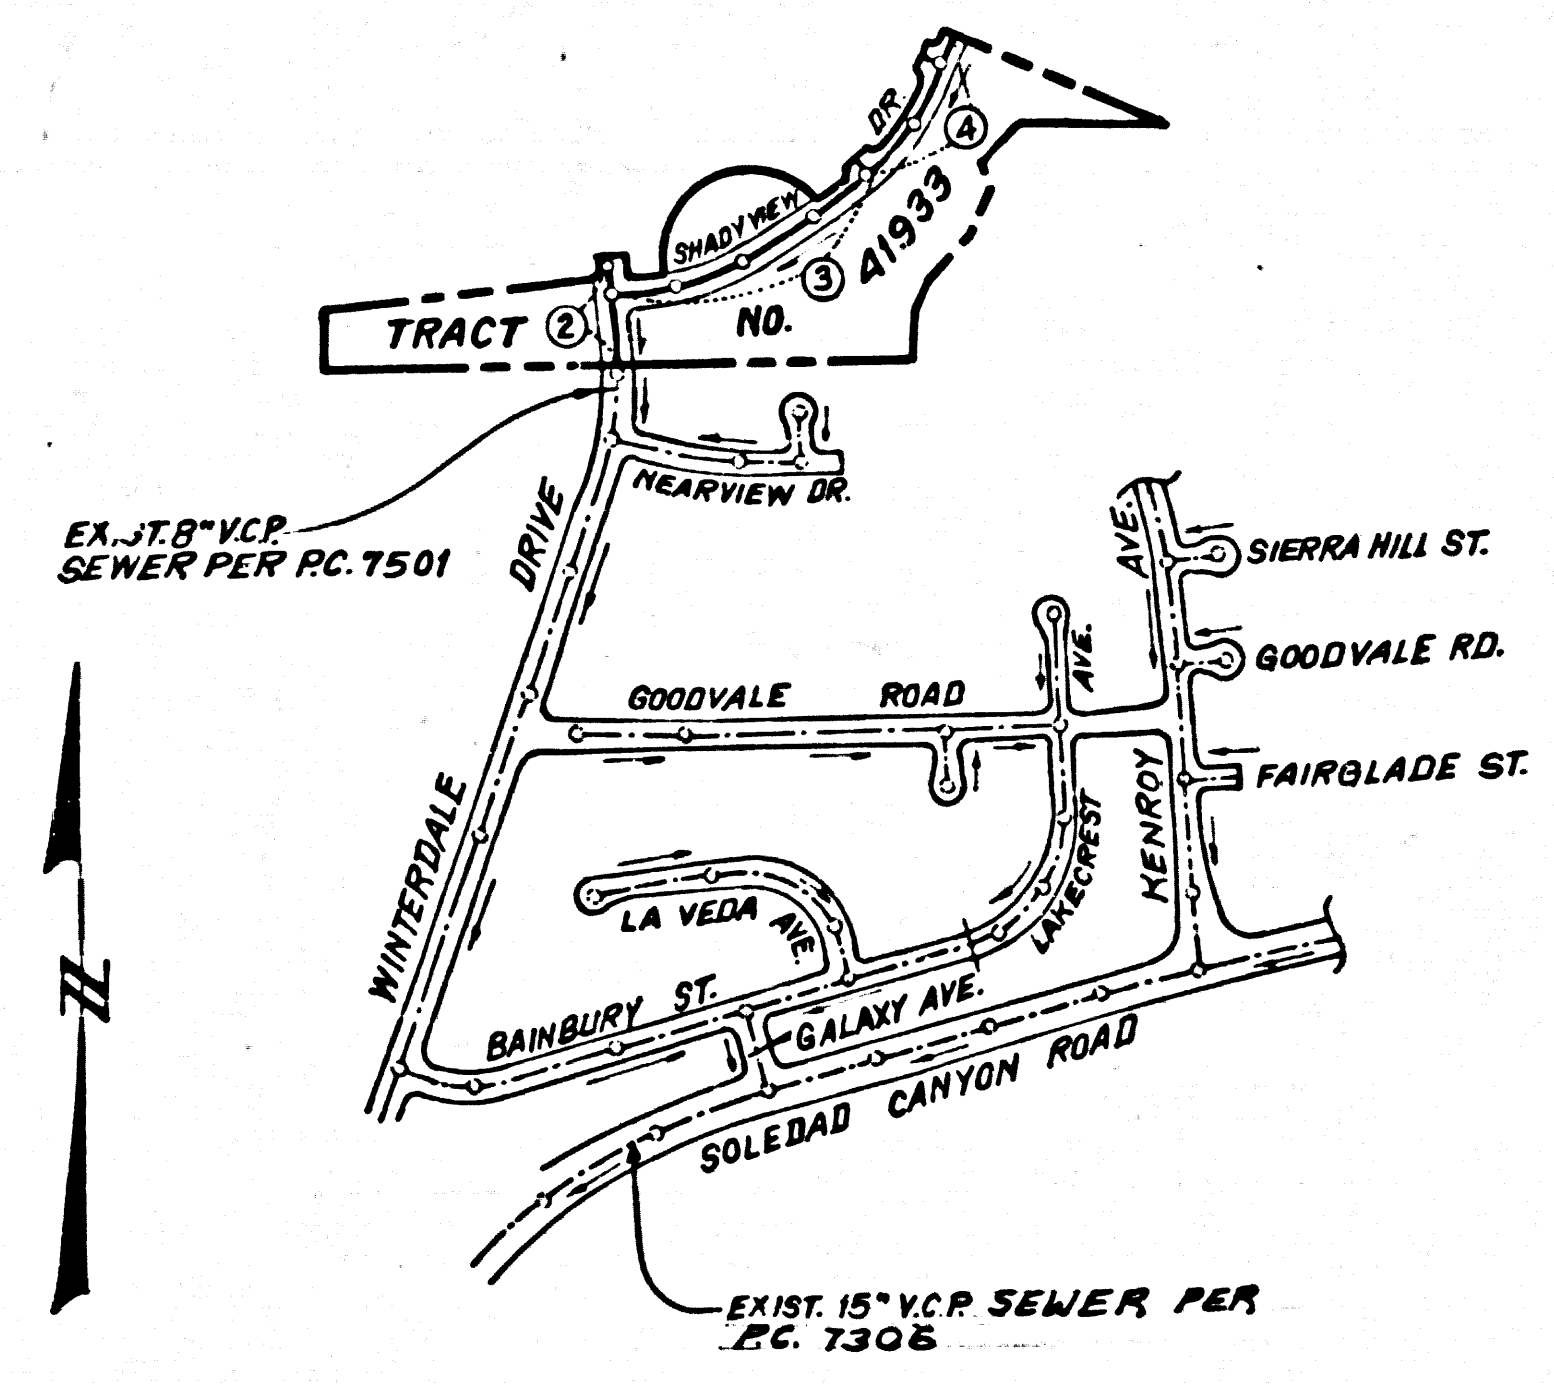 DR.
4
SHADYVIEW
41933
3
TRACT
2
NO.
NEARVIEW DR.
EXIST. 8" V.C.P.
SEWER PER P.C. 7501
DRIVE
AVE.
SIERRA HILL ST.
GOODVALE RD.
AVE.
GOODVALE ROAD
FAIRGLADE ST.
KENROY
LAKECREST
WINTERDALE
LA VEDA AVE.
BAINBURY ST.
GALAXY AVE.
SOLEDAD CANYON ROAD
N
EXIST. 15" V.C.P. SEWER PER
P.C. 7306